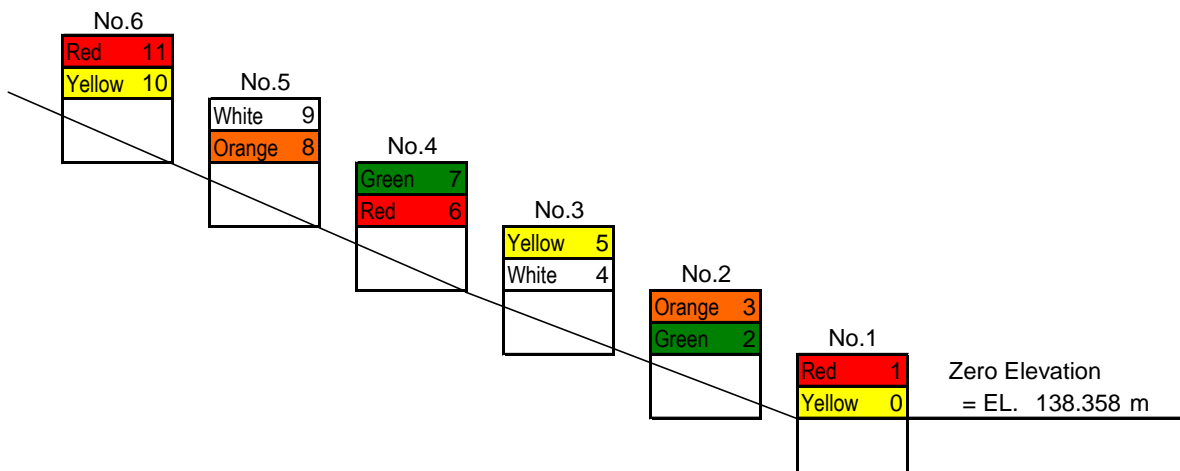 No.6
Red 11
Yellow 10
No.5
White 9
Orange 8
No.4
Green 7
Red 6
No.3
Yellow 5
White 4
No.2
Orange 3
Green 2
No.1
Red 1
Yellow 0
Zero Elevation
= EL. 138.358 m